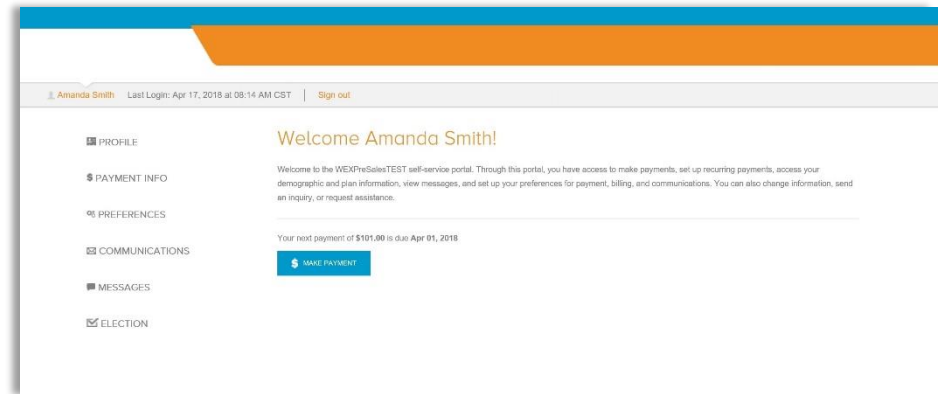 Amanda Smith Last Login: Apr 17, 2018 at 08:14 AM CST | Sign out
PROFILE
PAYMENT INFO
PREFERENCES
COMMUNICATIONS
MESSAGES
ELECTION
Welcome Amanda Smith!
Welcome to the WEXPreSalesTEST self-service portal. Through this portal, you have access to make payments, set up recurring payments, access your
demographic and plan information, view messages, and set up your preferences for payment, billing, and communications. You can also change information, send
an inquiry, or request assistance.
Your next payment of $101.00 is due Apr 01, 2018
$ MAKE PAYMENT